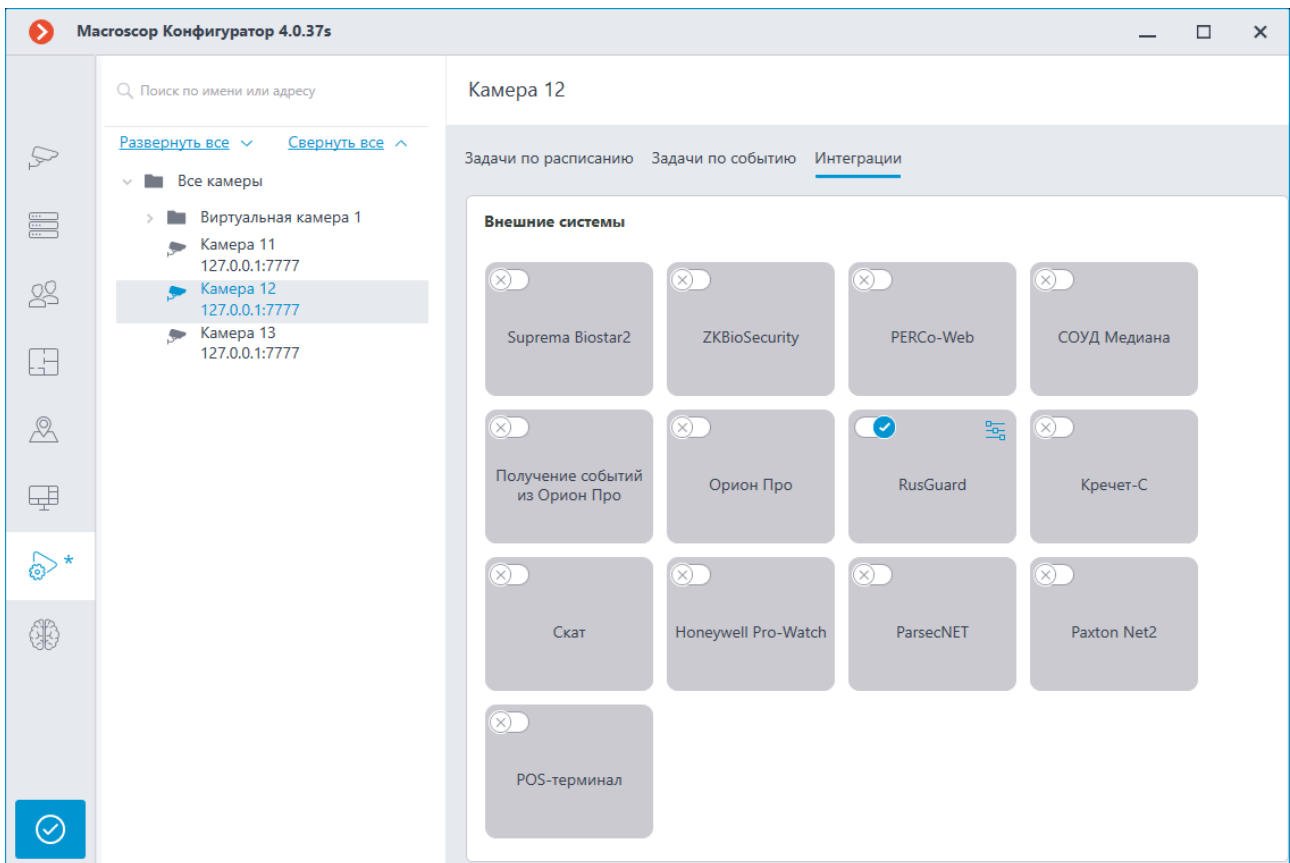 Macroscop Конфигуратор 4.0.37s
Поиск по имени или адресу
Развернуть все
Свернуть все
Все камеры
Виртуальная камера 1
Камера 11
127.0.0.1:7777
Камера 12
127.0.0.1:7777
Камера 13
127.0.0.1:7777
Камера 12
Задачи по расписанию
Задачи по событию
Интеграции
Внешние системы
Suprema Biostar2
ZKBioSecurity
PERCo-Web
СОУД Медиана
Получение событий
из Орион Про
Орион Про
RusGuard
Кречет-С
Скат
Honeywell Pro-Watch
ParsecNET
Paxton Net2
POS-терминал